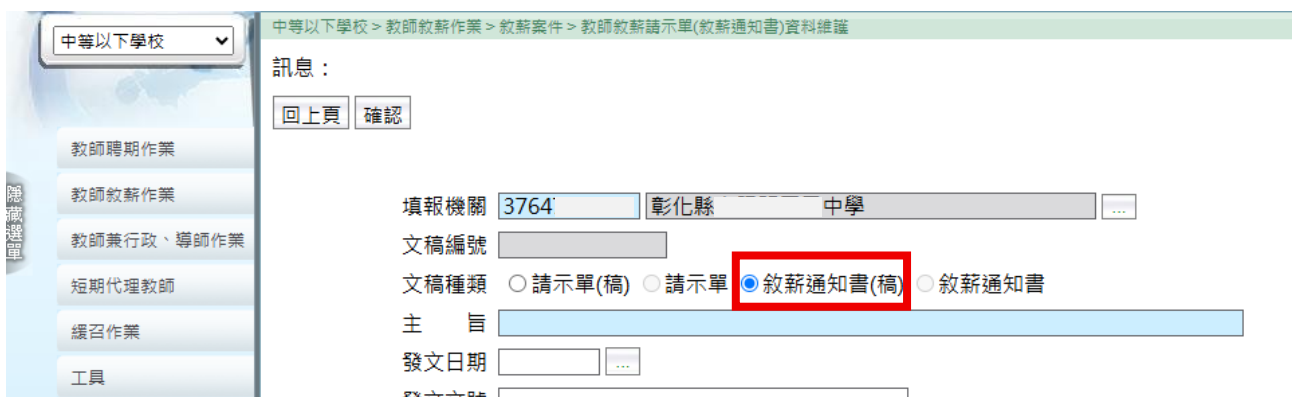 中等以下學校
中等以下學校 > 教師敘薪作業 > 敘薪案件 > 教師敘薪請示單(敘薪通知書)資料維護
訊息：
回上頁 確認
教師聘期作業
教師敘薪作業
教師兼行政、導師作業
短期代理教師
緩召作業
工具
隱藏選單
填報機關 3764 彰化縣 中學 ...
文稿編號
文稿種類 請示單(稿) 請示單 敘薪通知書(稿) 敘薪通知書
主旨
發文日期 ...